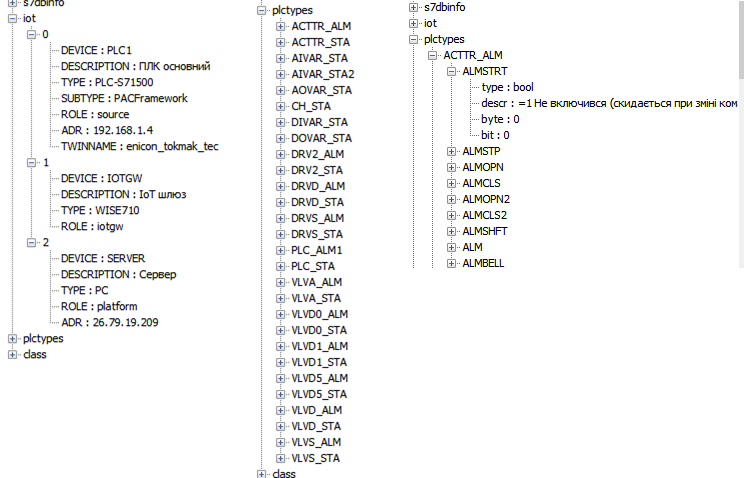 s7dbinfo
iot
0
DEVICE : PLC1
DESCRIPTION : ПЛК основний
TYPE : PLC-S71500
SUBTYPE : PACFramework
ROLE : source
ADR : 192.168.1.4
TWINNAME : enicon_tokmak_tec
1
DEVICE : IOTGW
DESCRIPTION : IoT шлюз
TYPE : WISE710
ROLE : iotgw
2
DEVICE : SERVER
DESCRIPTION : Сервер
TYPE : PC
ROLE : platform
ADR : 26.79.19.209
plctypes
class
plctypes
ACTTR_ALM
ACTTR_STA
AIVAR_STA
AIVAR_STA2
AOVAR_STA
CH_STA
DIVAR_STA
DOVAR_STA
DRV2_ALM
DRV2_STA
DRVD_ALM
DRVD_STA
DRVS_ALM
DRVS_STA
PLC_ALM1
PLC_STA
VLVA_ALM
VLVA_STA
VLVD0_ALM
VLVD0_STA
VLVD1_ALM
VLVD1_STA
VLVD5_ALM
VLVD5_STA
VLVD_ALM
VLVD_STA
VLVS_ALM
VLVS_STA
class
s7dbinfo
iot
plctypes
ACTTR_ALM
ALMSTRT
type : bool
descr : =1 Не включився (скидається при зміні ком
byte : 0
bit : 0
ALMSTP
ALMOPN
ALMCLS
ALMOPN2
ALMCLS2
ALMSHFT
ALM
ALMBELL